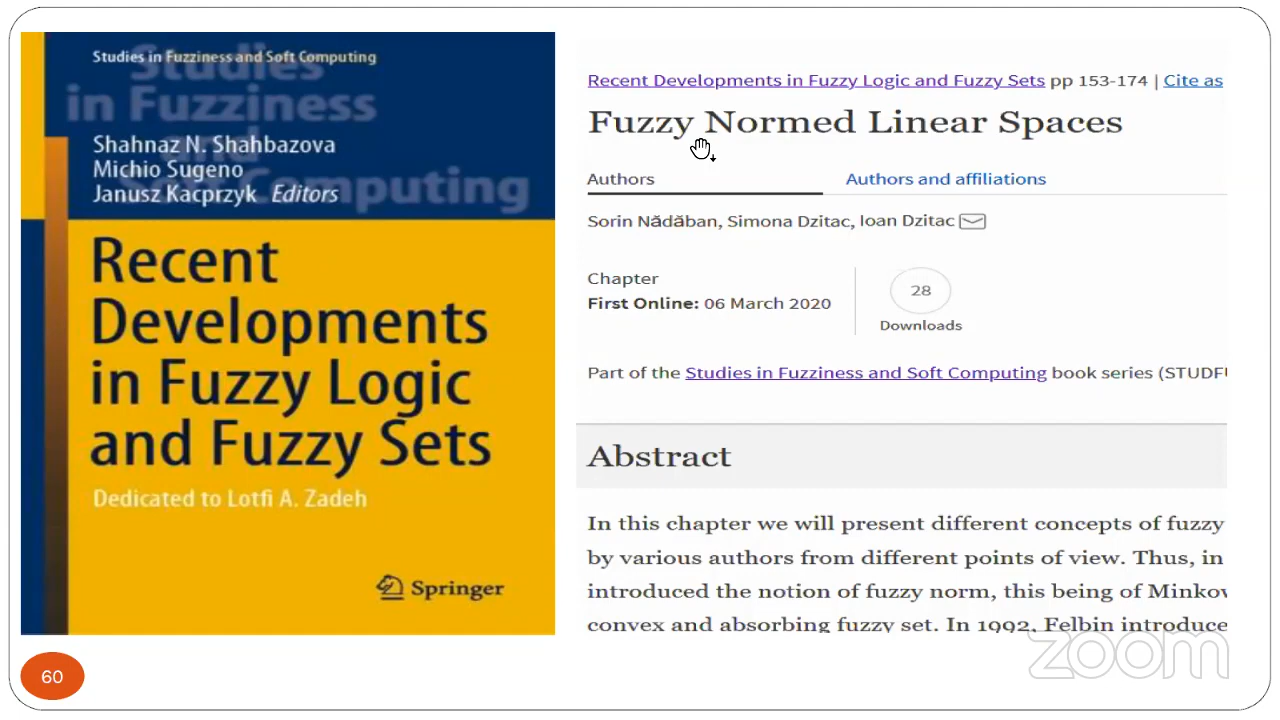 Studies in Fuzziness and Soft Computing
Studies
in Fuzziness
and
Soft Computing
Shahnaz N. Shahbazova
Michio Sugeno
Janusz Kacprzyk Editors
Recent
Developments
in Fuzzy Logic
and Fuzzy Sets
Dedicated to Lotfi A. Zadeh
Springer
Recent Developments in Fuzzy Logic and Fuzzy Sets pp 153-174 | Cite as
Fuzzy Normed Linear Spaces
Authors Authors and affiliations
Sorin Nădăban, Simona Dzitac, Ioan Dzitac
Chapter
First Online: 06 March 2020
28
Downloads
Part of the Studies in Fuzziness and Soft Computing book series (STUDFU
Abstract
In this chapter we will present different concepts of fuzzy
by various authors from different points of view. Thus, in
introduced the notion of fuzzy norm, this being of Minkov
convex and absorbing fuzzy set. In 1992, Felbin introduce
zoom
60